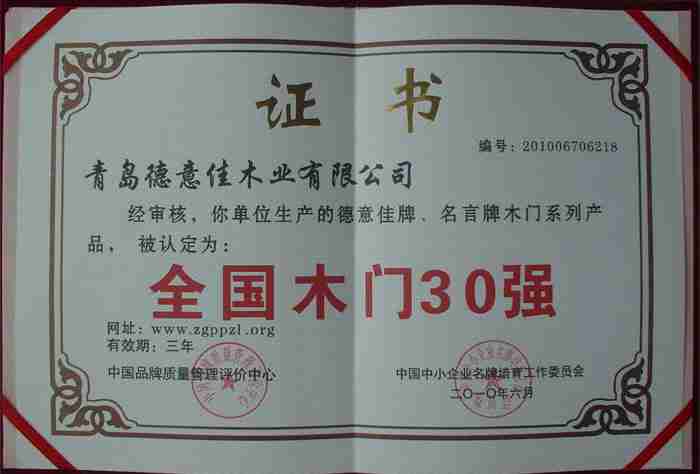 证书
编号：201006706218
青岛德意佳木业有限公司
经审核，你单位生产的德意佳牌、名言牌木门系列产
品， 被认定为：
全国木门30强
网址：www.zgppzl.org
有效期：三年
中国品牌质量管理评价中心
中国中小企业名牌培育工作委员会
二〇一〇年六月